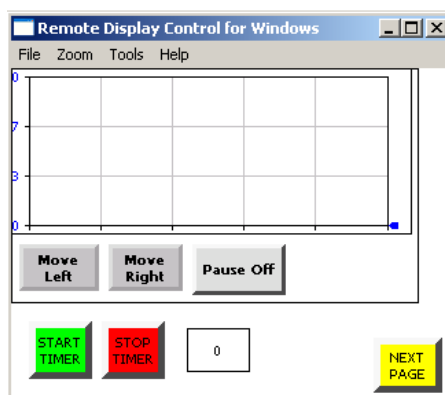 Remote Display Control for Windows
File Zoom Tools Help
0
7
3
0
Move
Left
Move
Right
Pause Off
START
TIMER
STOP
TIMER
0
NEXT
PAGE